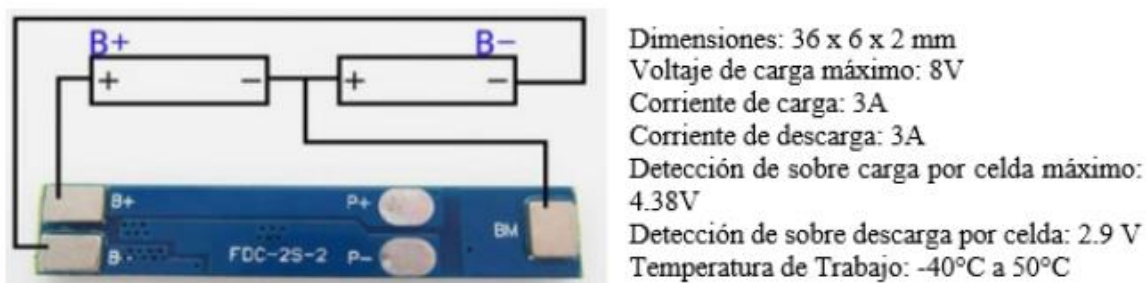 B+ B-
+ - + -
B+ P+ BM
B- FDC-2S-2 P-
Dimensiones: 36 x 6 x 2 mm
Voltaje de carga máximo: 8V
Corriente de carga: 3A
Corriente de descarga: 3A
Detección de sobre carga por celda máximo:
4.38V
Detección de sobre descarga por celda: 2.9 V
Temperatura de Trabajo: -40°C a 50°C